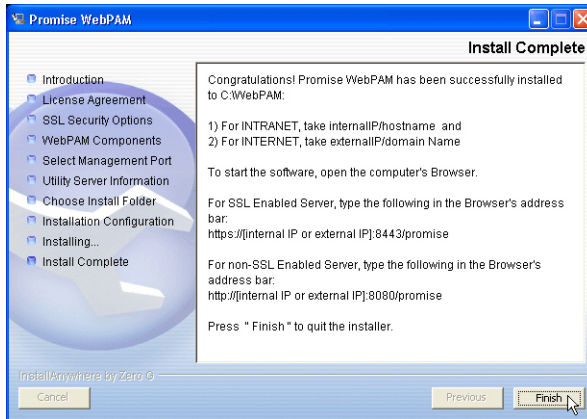 Promise WebPAM
Install Complete
Introduction
License Agreement
SSL Security Options
WebPAM Components
Select Management Port
Utility Server Information
Choose Install Folder
Installation Configuration
Installing...
Install Complete
Congratulations! Promise WebPAM has been successfully installed
to C:\WebPAM:
1) For INTRANET, take internalIP/hostname and
2) For INTERNET, take externalIP/domain Name
To start the software, open the computer's Browser.
For SSL Enabled Server, type the following in the Browser's address
bar:
https://[internal IP or external IP]:8443/promise
For non-SSL Enabled Server, type the following in the Browser's
address bar:
http://[internal IP or external IP]:8080/promise
Press " Finish " to quit the installer.
InstallAnywhere by Zero G
Cancel
Previous
Finish